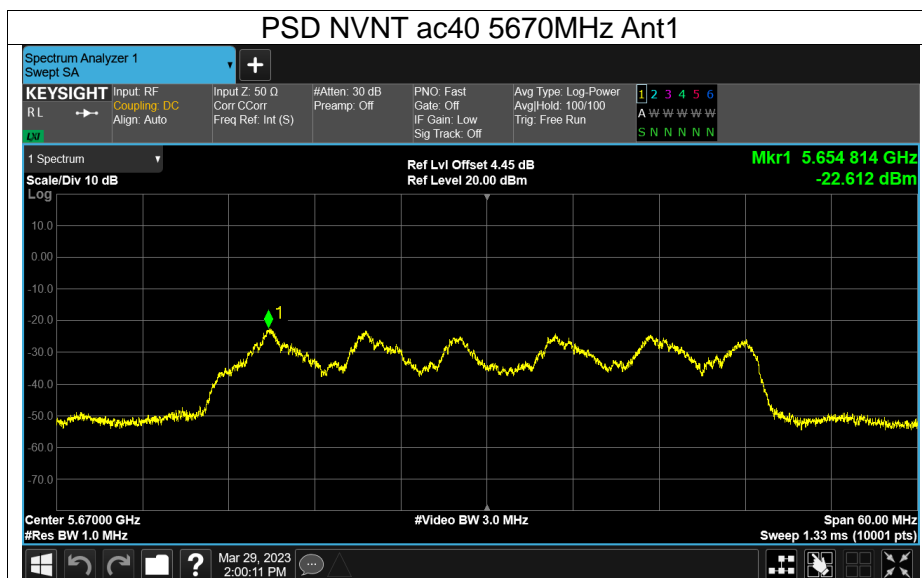 PSD NVNT ac40 5670MHz Ant1
Spectrum Analyzer 1
Swept SA
+
KEYSIGHT Input: RF Input Z: 50 Ω #Atten: 30 dB PNO: Fast Avg Type: Log-Power 1 2 3 4 5 6
R L Coupling: DC Corr CCorr Preamp: Off Gate: Off Avg|Hold: 100/100 A W W W W W
Align: Auto Freq Ref: Int (S) IF Gain: Low Trig: Free Run
LXI Sig Track: Off S N N N N N
1 Spectrum Ref Lvl Offset 4.45 dB Mkr1 5.654 814 GHz
Scale/Div 10 dB Ref Level 20.00 dBm -22.612 dBm
Log
10.0
0.00
-10.0
-20.0
1
-30.0
-40.0
-50.0
-60.0
-70.0
Center 5.67000 GHz #Video BW 3.0 MHz Span 60.00 MHz
#Res BW 1.0 MHz Sweep 1.33 ms (10001 pts)
? Mar 29, 2023
2:00:11 PM